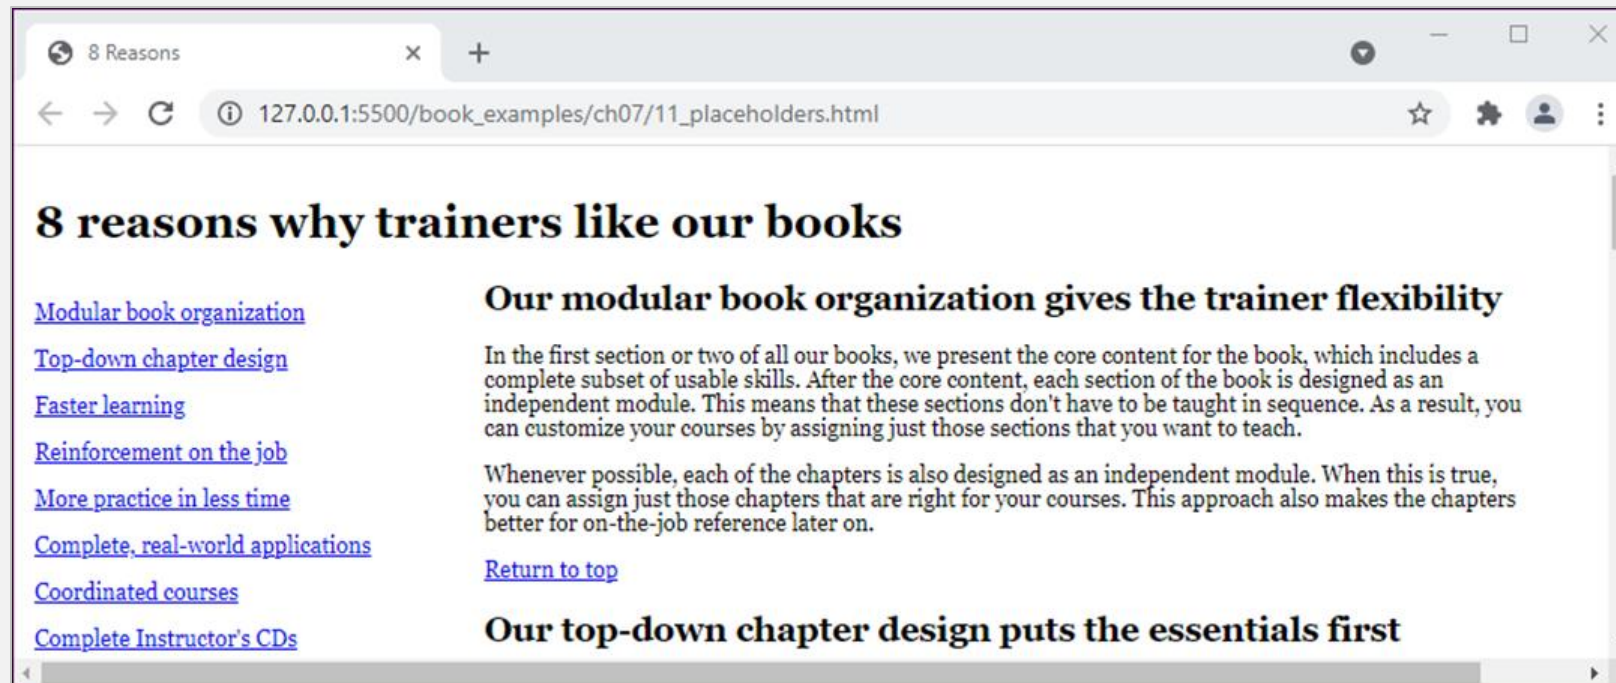 8 Reasons
127.0.0.1:5500/book_examples/ch07/11_placeholders.html
8 reasons why trainers like our books
Modular book organization
Top-down chapter design
Faster learning
Reinforcement on the job
More practice in less time
Complete, real-world applications
Coordinated courses
Complete Instructor's CDs
Our modular book organization gives the trainer flexibility
In the first section or two of all our books, we present the core content for the book, which includes a
complete subset of usable skills. After the core content, each section of the book is designed as an
independent module. This means that these sections don't have to be taught in sequence. As a result, you
can customize your courses by assigning just those sections that you want to teach.
Whenever possible, each of the chapters is also designed as an independent module. When this is true,
you can assign just those chapters that are right for your courses. This approach also makes the chapters
better for on-the-job reference later on.
Return to top
Our top-down chapter design puts the essentials first